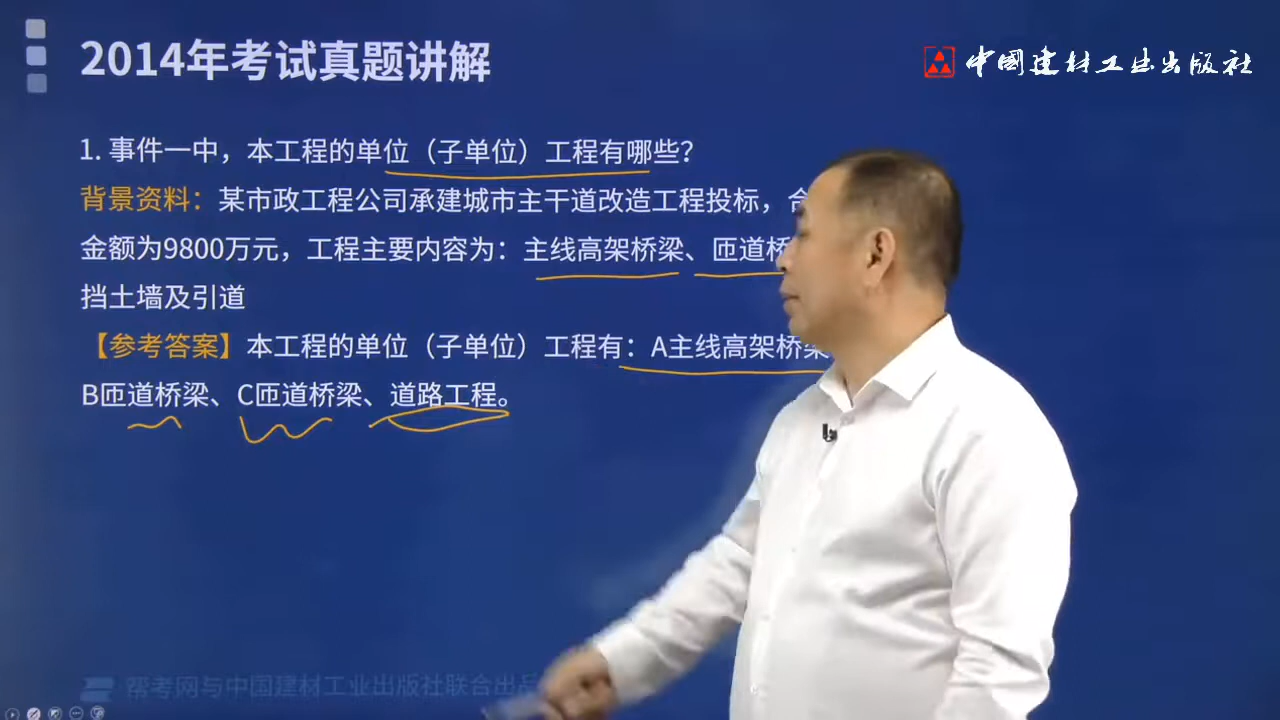 2014年考试真题讲解
中国建材工业出版社
1. 事件一中，本工程的单位（子单位）工程有哪些？
背景资料：某市政工程公司承建城市主干道改造工程投标，合
金额为9800万元，工程主要内容为：主线高架桥梁、匝道桥
挡土墙及引道
【参考答案】本工程的单位（子单位）工程有：A主线高架桥梁
B匝道桥梁、C匝道桥梁、道路工程。
帮考网与中国建材工业出版社联合出品